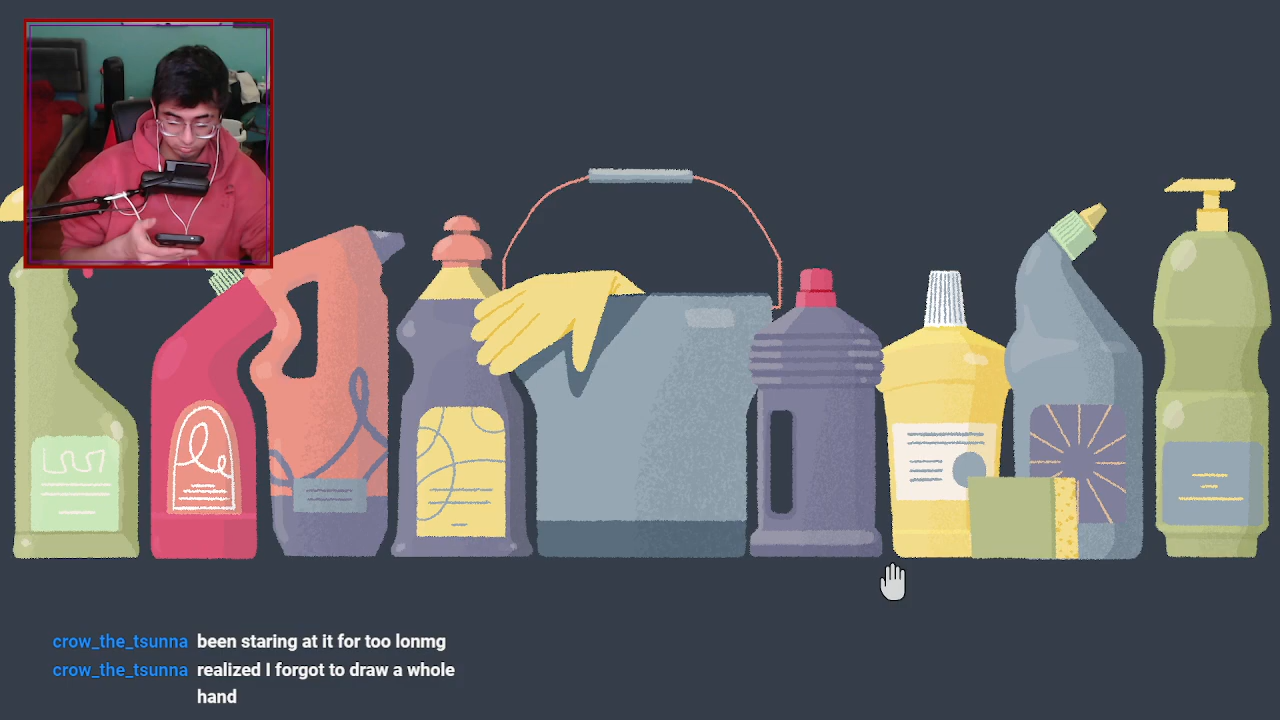 crow_the_tsunna been staring at it for too lonmg
crow_the_tsunna realized I forgot to draw a whole
hand